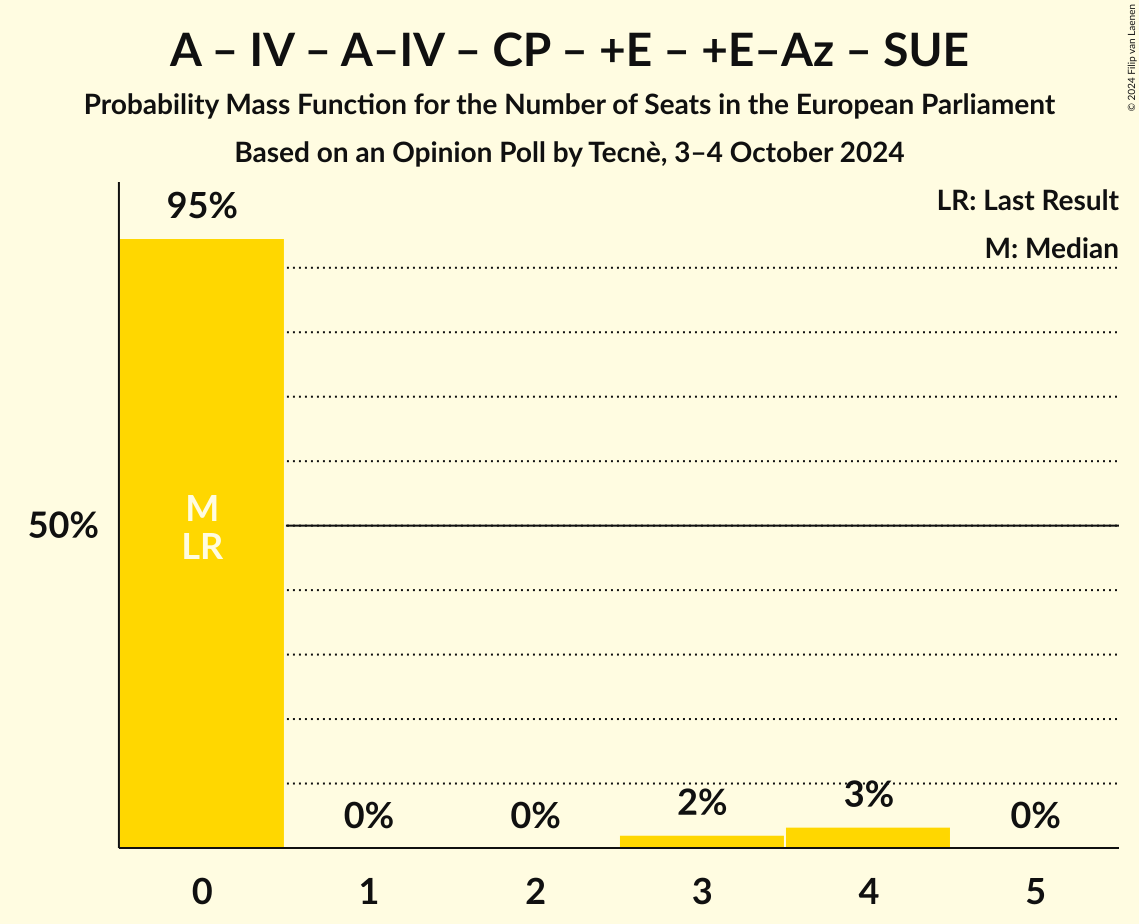 A – IV – A–IV – CP – +E – +E–Az – SUE
Probability Mass Function for the Number of Seats in the European Parliament
Based on an Opinion Poll by Tecnè, 3–4 October 2024
© 2024 Filip van Laenen
LR: Last Result
M: Median
95%
M
LR
50%
0%
0%
2%
3%
0%
0
1
2
3
4
5